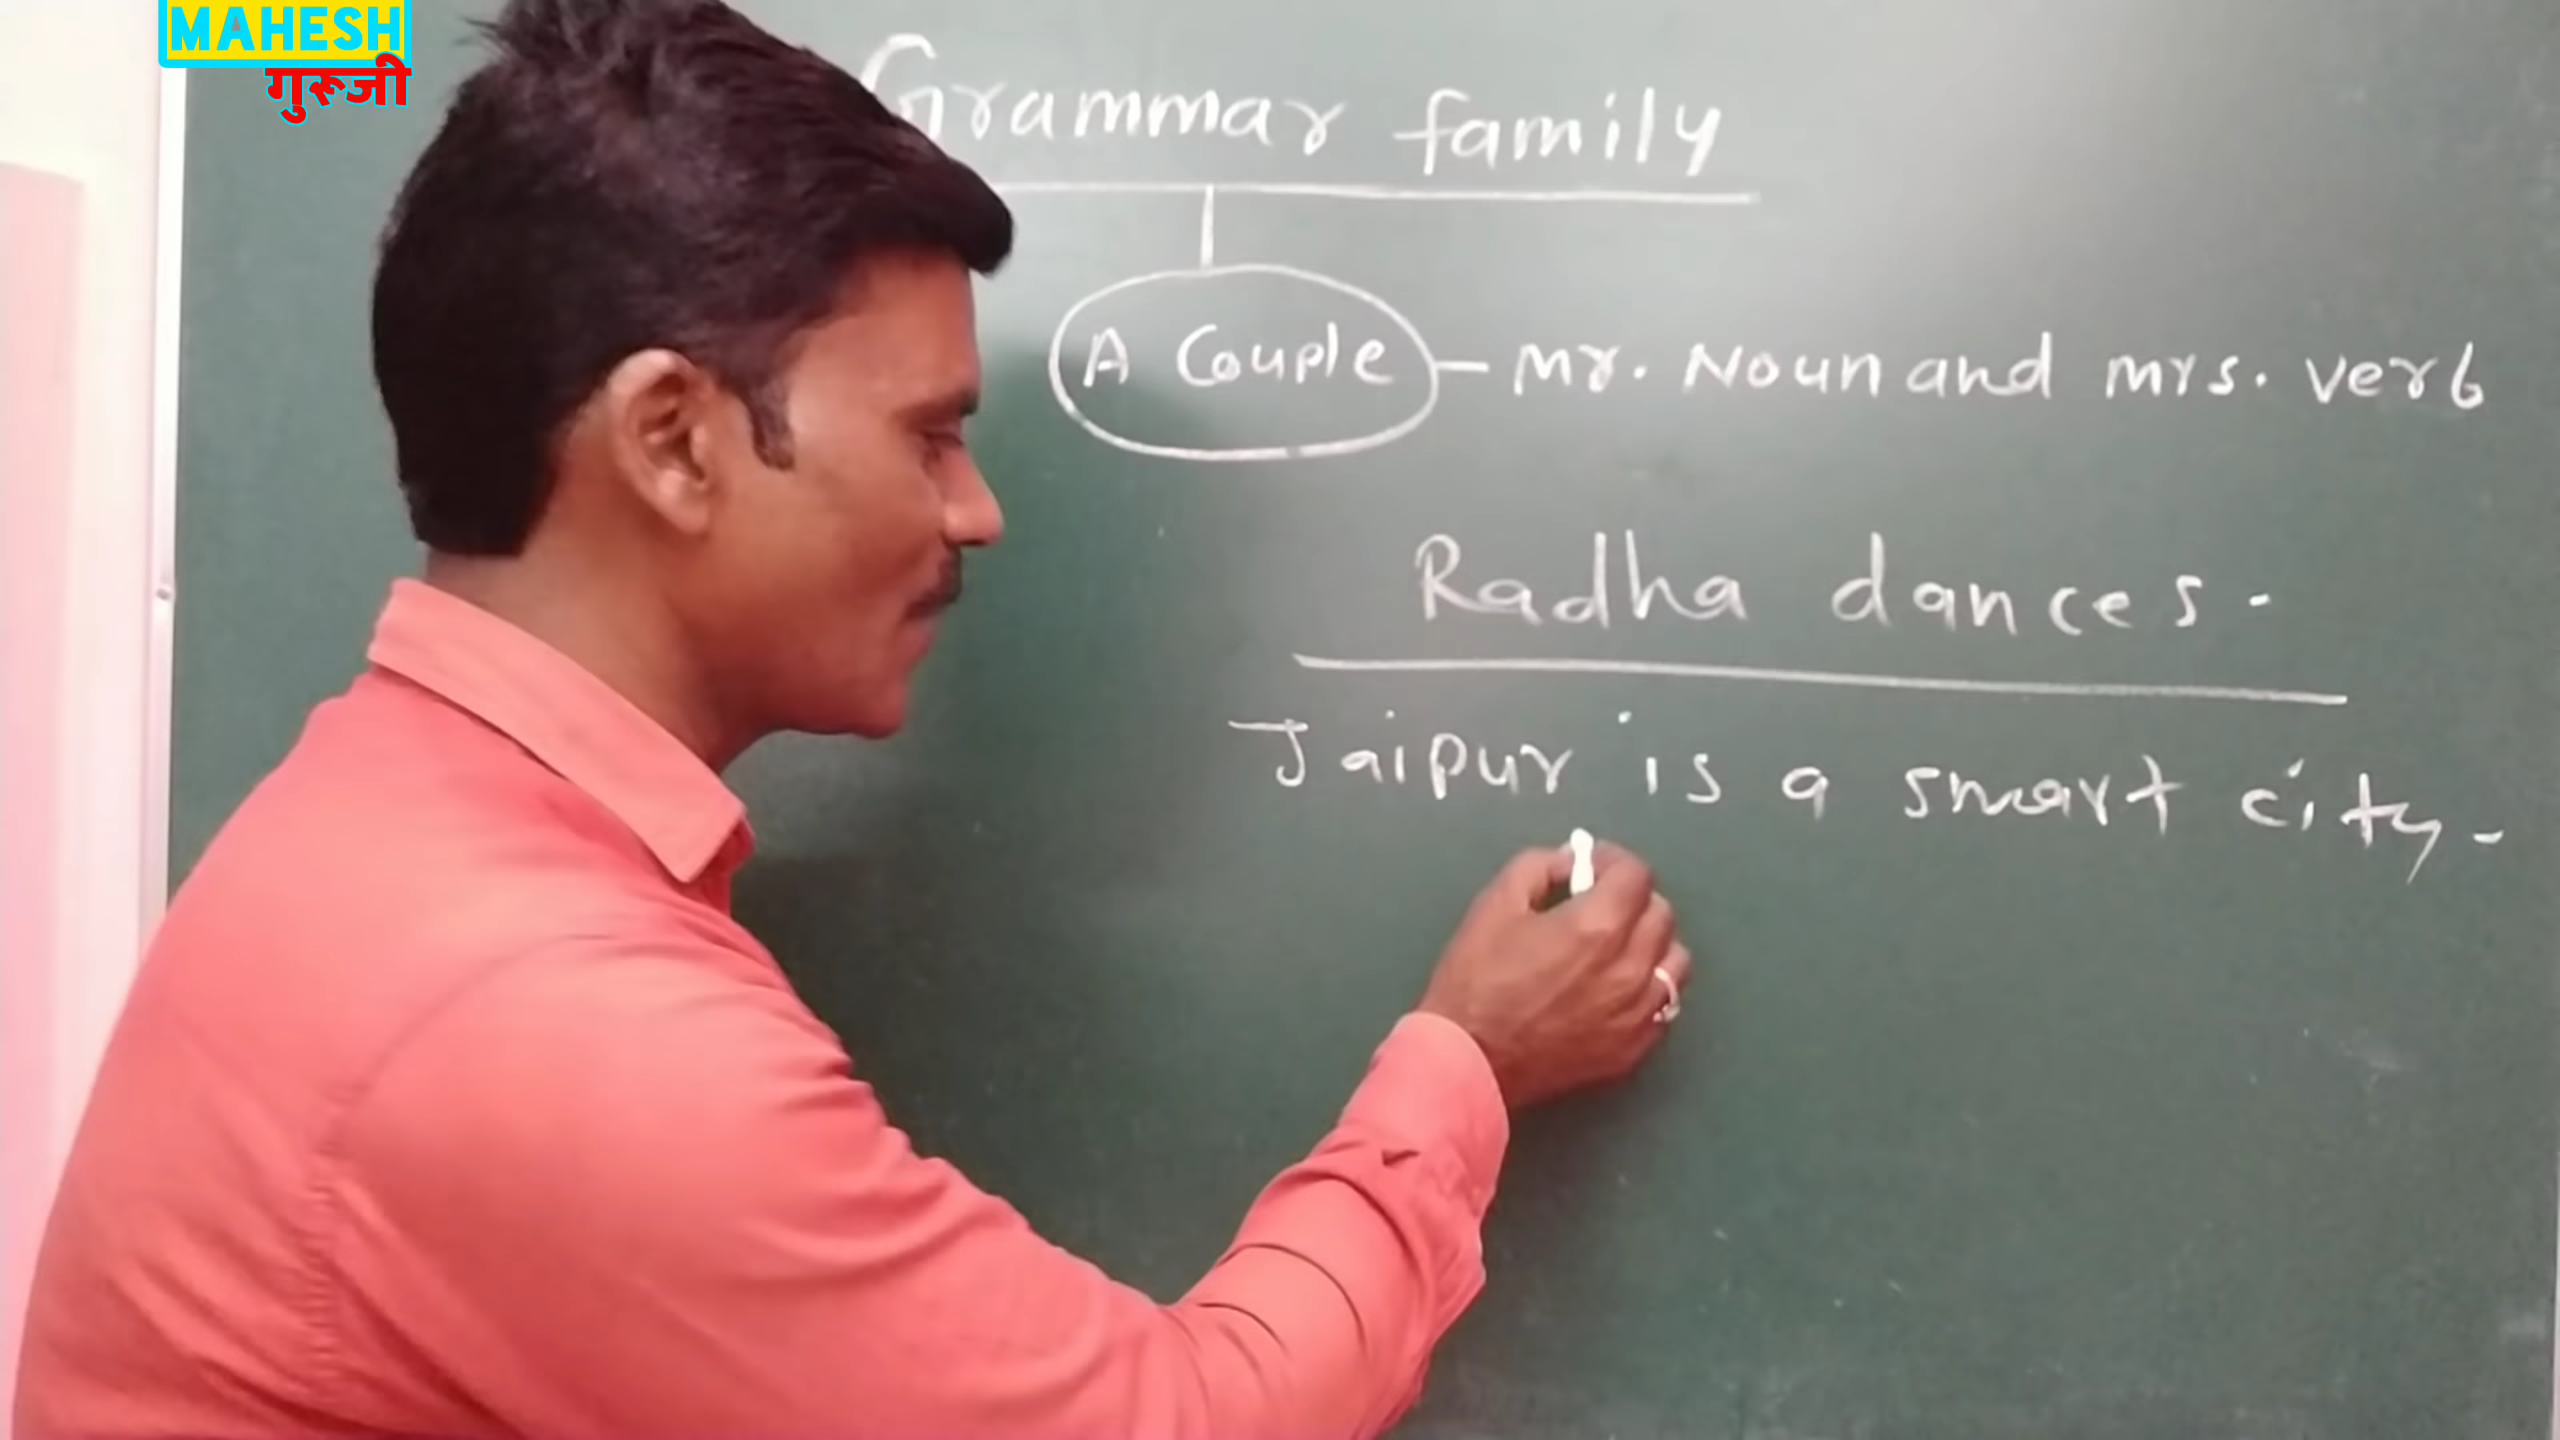 MAHESH
गुरूजी
Grammar family
A Couple – Mr. Noun and mrs. verb
Radha dances.
Jaipur is a smart city.